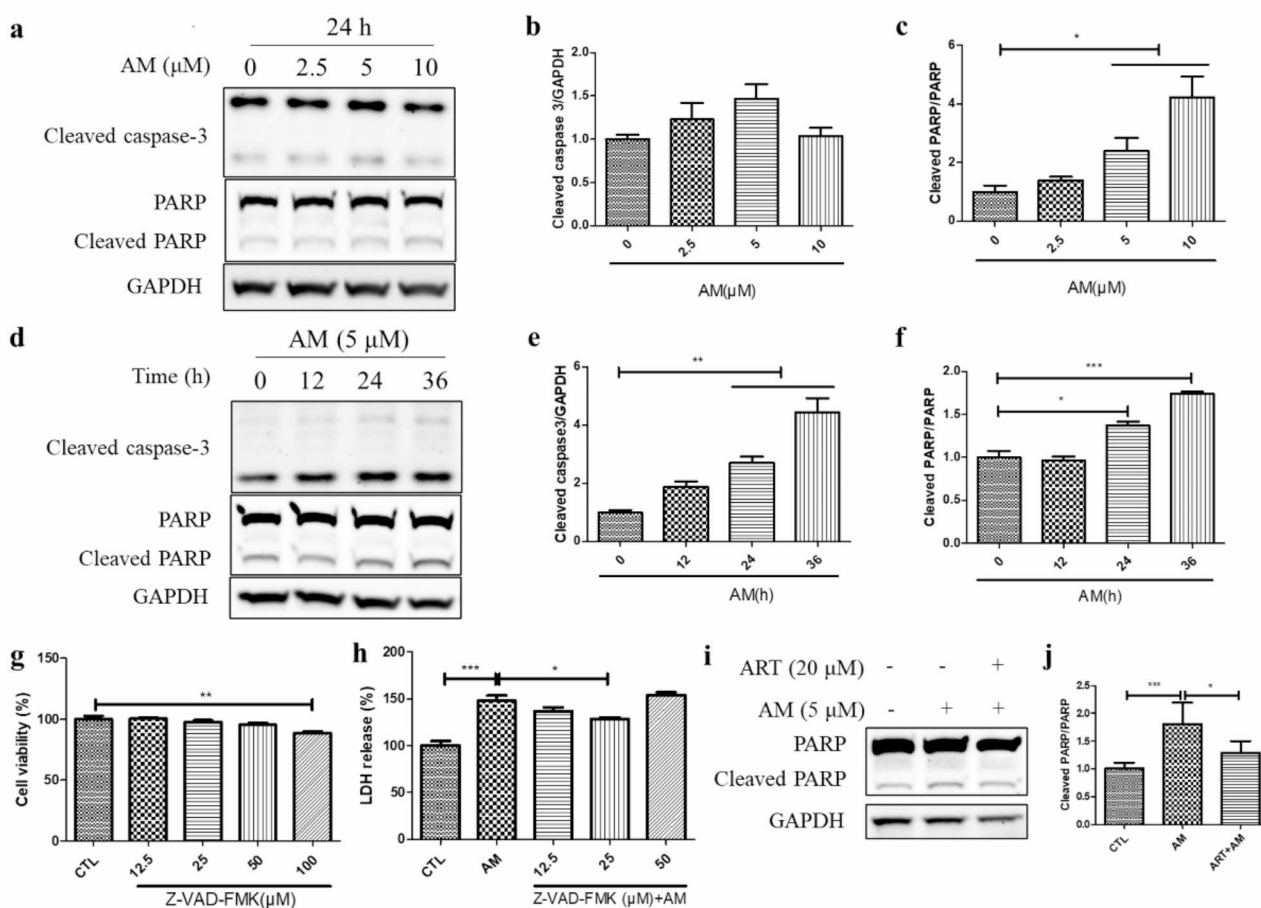 a
24 h
AM (μM)
0 2.5 5 10
Cleaved caspase-3
PARP
Cleaved PARP
GAPDH
b
Cleaved caspase 3/GAPDH
2.0
1.5
1.0
0.5
0.0
0 2.5 5 10
AM(μM)
c
Cleaved PARP/PARP
6
4
2
0
*
0 2.5 5 10
AM(μM)
d
AM (5 μM)
Time (h)
0 12 24 36
Cleaved caspase-3
PARP
Cleaved PARP
GAPDH
e
Cleaved caspase3/GAPDH
6
4
2
0
**
0 12 24 36
AM(h)
f
Cleaved PARP/PARP
2.0
1.5
1.0
0.5
0.0
***
*
0 12 24 36
AM(h)
g
Cell viability (%)
150
100
50
0
**
CTL 12.5 25 50 100
Z-VAD-FMK(μM)
h
LDH release (%)
200
150
100
50
0
*** *
CTL AM 12.5 25 50
Z-VAD-FMK (μM)+AM
i
ART (20 μM) - - +
AM (5 μM) - + +
PARP
Cleaved PARP
GAPDH
j
Cleaved PARP/PARP
2.5
2.0
1.5
1.0
0.5
0.0
*** *
CTL AM ART+AM